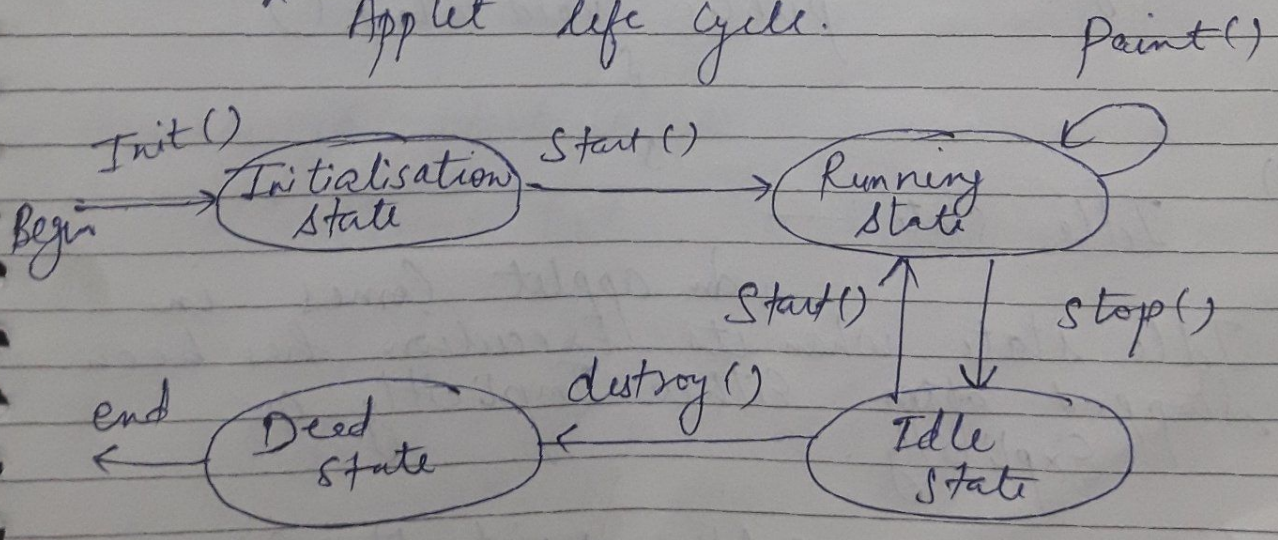 Applet life Cycle.
Paint()
Init()
Start()
Begin
Initialisation
state
Running
state
Start()
stop()
end
destroy()
Dead
state
Idle
state